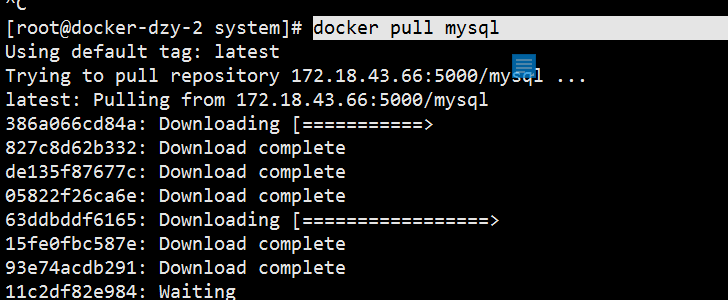 ^C
[root@docker-dzy-2 system]# docker pull mysql
Using default tag: latest
Trying to pull repository 172.18.43.66:5000/mysql ...
latest: Pulling from 172.18.43.66:5000/mysql
386a066cd84a: Downloading [===========>
827c8d62b332: Download complete
de135f87677c: Download complete
05822f26ca6e: Download complete
63ddbddf6165: Downloading [=================>
15fe0fbc587e: Download complete
93e74acdb291: Download complete
11c2df82e984: Waiting